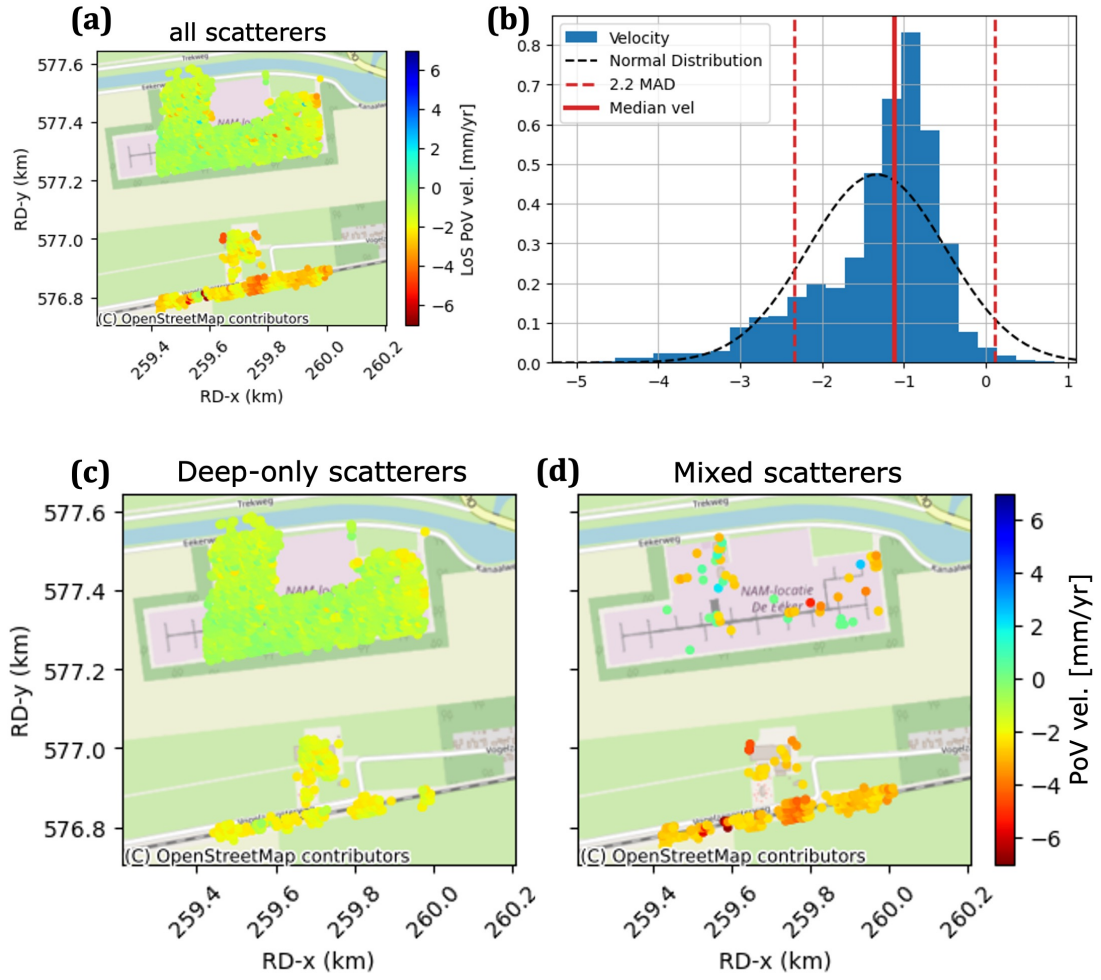 (a)
all scatterers
577.6
577.4
577.2
577.0
576.8
RD-y (km)
Trekweg
Eekerweg
Kanaalwe
(C) OpenStreetMap contributors
259.4
259.6
259.8
260.0
260.2
RD-x (km)
6
4
2
0
−2
−4
−6
LoS PoV vel. [mm/yr]
(b)
Velocity
Normal Distribution
2.2 MAD
Median vel
0.8
0.7
0.6
0.5
0.4
0.3
0.2
0.1
0.0
−5
−4
−3
−2
−1
0
1
(c)
Deep-only scatterers
577.6
577.4
577.2
577.0
576.8
RD-y (km)
Trekweg
Eekerweg
Kanaalwe
NAM-loca
Vogelz
(C) OpenStreetMap contributors
259.4
259.6
259.8
260.0
260.2
RD-x (km)
(d)
Mixed scatterers
Trekweg
Eekerweg
Kanaalwe
NAM-locatie
De Eeker
Vogelza
(C) OpenStreetMap contributors
259.4
259.6
259.8
260.0
260.2
RD-x (km)
6
4
2
0
−2
−4
−6
PoV vel. [mm/yr]